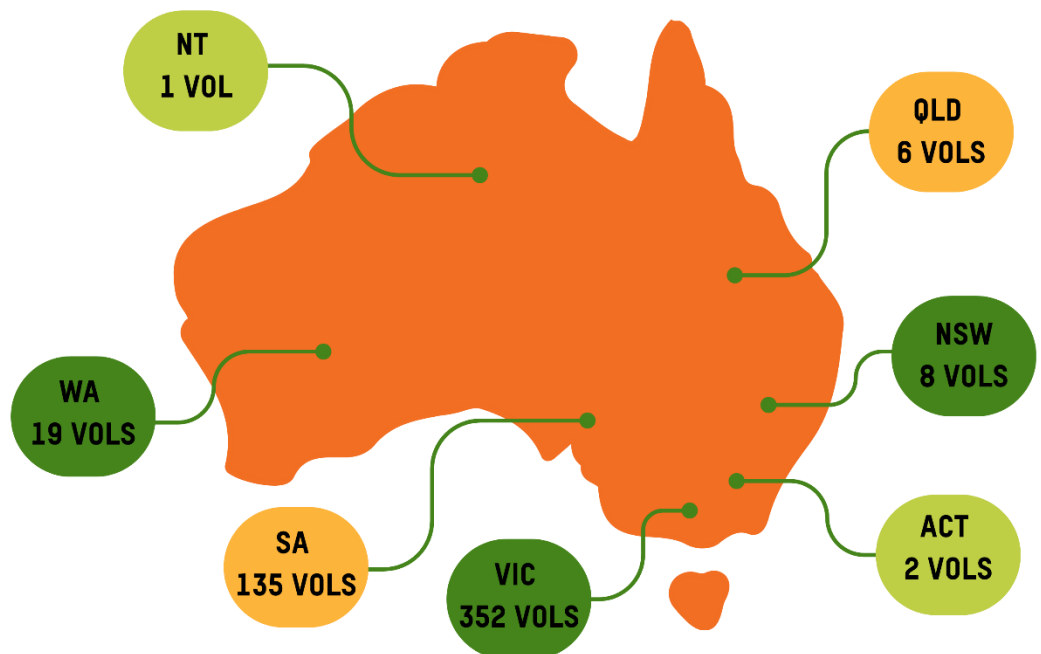 NT
1 VOL
QLD
6 VOLS
NSW
8 VOLS
WA
19 VOLS
ACT
2 VOLS
SA
135 VOLS
VIC
352 VOLS